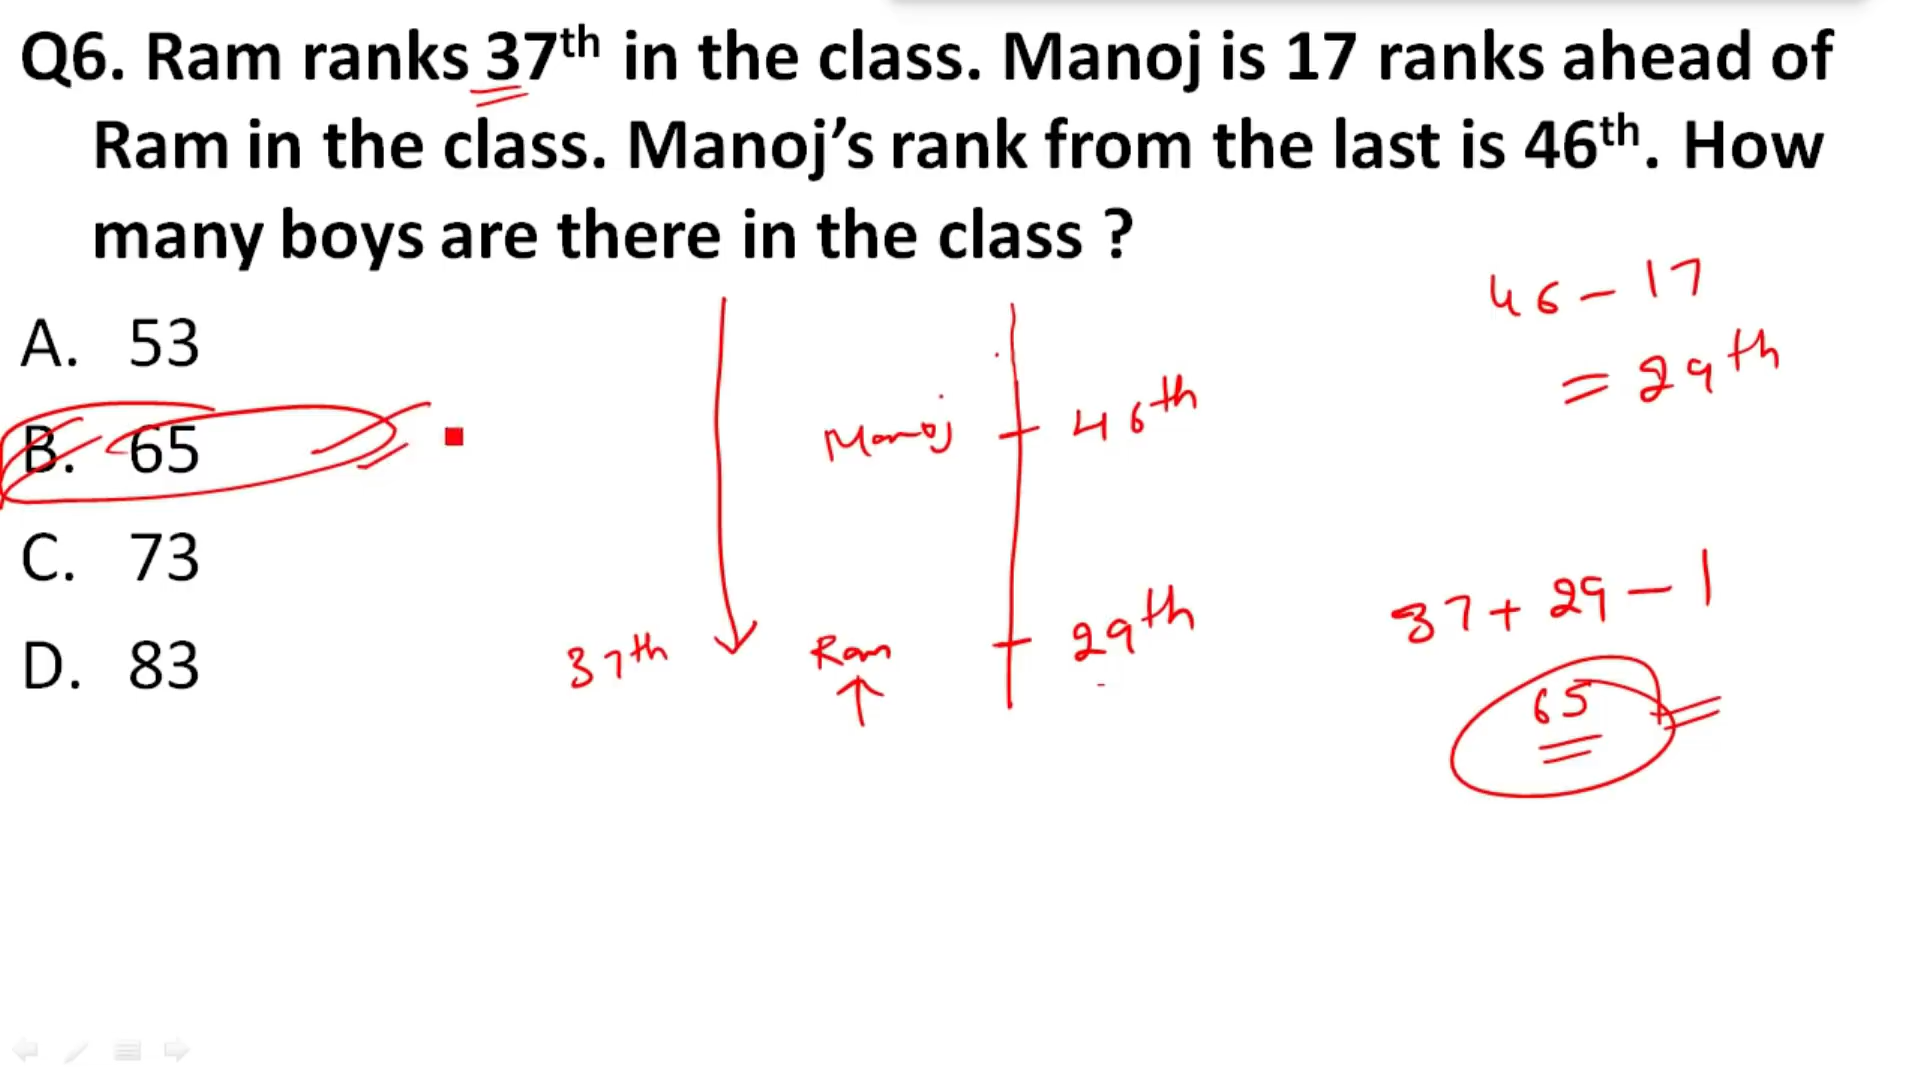 Q6. Ram ranks 37th in the class. Manoj is 17 ranks ahead of
Ram in the class. Manoj’s rank from the last is 46th. How
many boys are there in the class ?
A. 53
B. 65
C. 73
D. 83
46 - 17
= 29th
Manoj 46th
37th Ram 29th
37 + 29 - 1
65